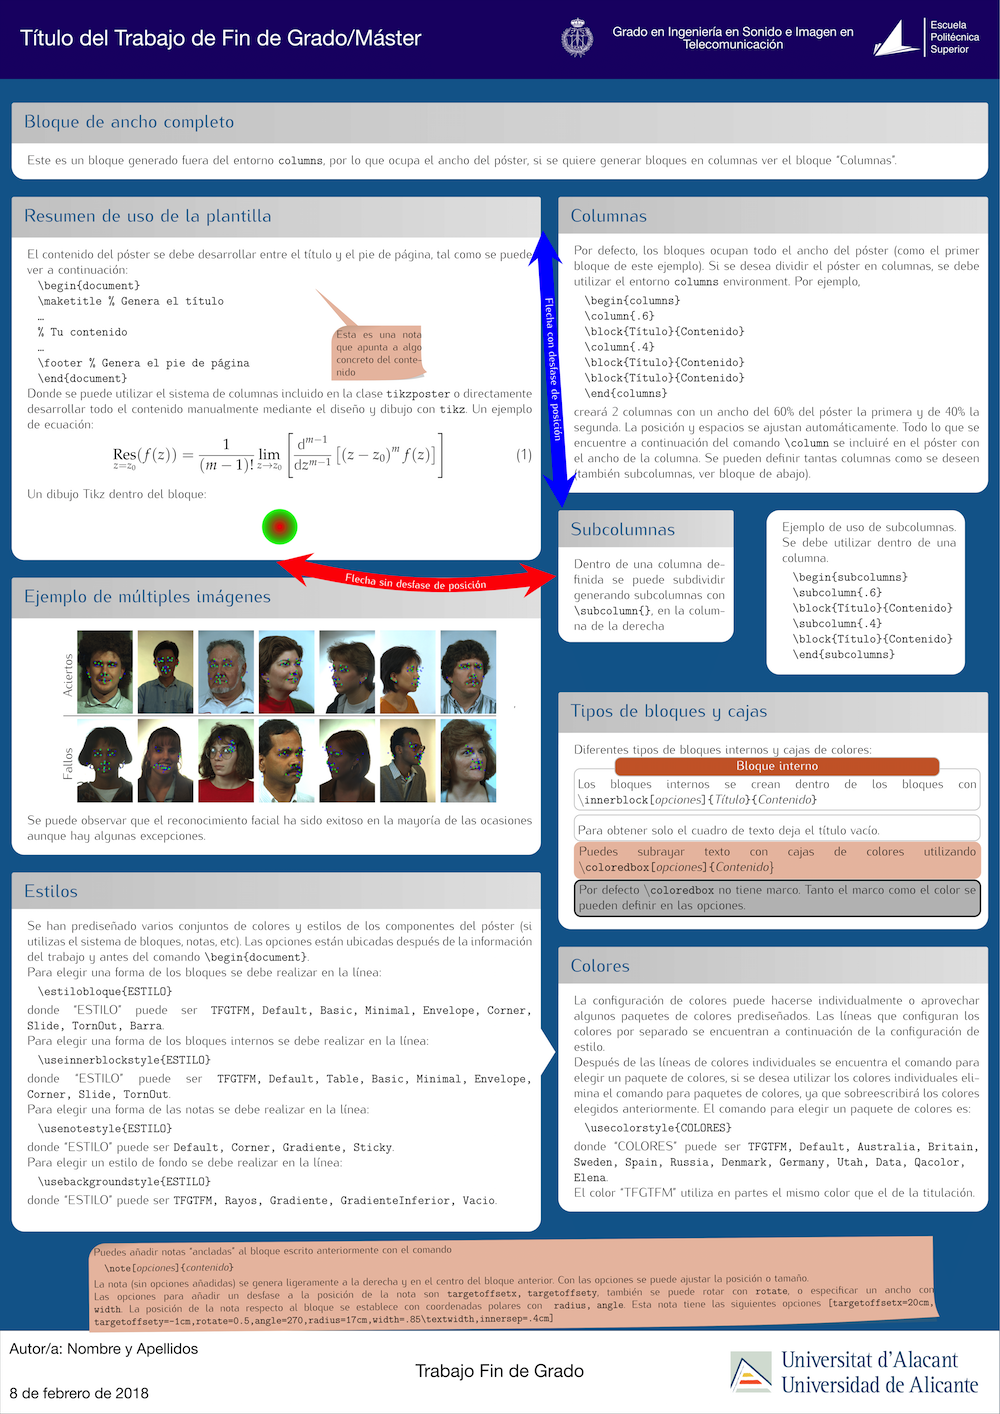 Título del Trabajo de Fin de Grado/Máster
Grado en Ingeniería en Sonido e Imagen en
Telecomunicación
Escuela
Politécnica
Superior
Bloque de ancho completo
Este es un bloque generado fuera del entorno columns, por lo que ocupa el ancho del póster, si se quiere generar bloques en columnas ver el bloque "Columnas".
Resumen de uso de la plantilla
El contenido del póster se debe desarrollar entre el título y el pie de página, tal como se puede
ver a continuación:
\begin{document}
\maketitle % Genera el título
…
% Tu contenido
…
\footer % Genera el pie de página
\end{document}
Esta es una nota
que apunta a algo
concreto del conte-
nido
Donde se puede utilizar el sistema de columnas incluido en la clase tikzposter o directamente
desarrollar todo el contenido manualmente mediante el diseño y dibujo con tikz. Un ejemplo
de ecuación:
Res_{z=z_0}(f(z)) = \frac{1}{(m − 1)!} \lim_{z→z_0} [ \frac{d^{m−1}}{dz^{m−1}} [(z − z_0)^m f(z)] ] (1)
Un dibujo Tikz dentro del bloque:
Flecha con desfase de posición
Flecha sin desfase de posición
Ejemplo de múltiples imágenes
Aciertos
Fallos
Se puede observar que el reconocimiento facial ha sido exitoso en la mayoría de las ocasiones
aunque hay algunas excepciones.
Estilos
Se han prediseñado varios conjuntos de colores y estilos de los componentes del póster (si
utilizas el sistema de bloques, notas, etc). Las opciones están ubicadas después de la información
del trabajo y antes del comando \begin{document}.
Para elegir una forma de los bloques se debe realizar en la línea:
\estilobloque{ESTILO}
donde "ESTILO" puede ser TFGTFM, Default, Basic, Minimal, Envelope, Corner,
Slide, TornOut, Barra.
Para elegir una forma de los bloques internos se debe realizar en la línea:
\useinnerblockstyle{ESTILO}
donde "ESTILO" puede ser TFGTFM, Default, Table, Basic, Minimal, Envelope,
Corner, Slide, TornOut.
Para elegir una forma de las notas se debe realizar en la línea:
\usenotestyle{ESTILO}
donde "ESTILO" puede ser Default, Corner, Gradiente, Sticky.
Para elegir un estilo de fondo se debe realizar en la línea:
\usebackgroundstyle{ESTILO}
donde "ESTILO" puede ser TFGTFM, Rayos, Gradiente, GradienteInferior, Vacio.
Columnas
Por defecto, los bloques ocupan todo el ancho del póster (como el primer
bloque de este ejemplo). Si se desea dividir el póster en columnas, se debe
utilizar el entorno columns environment. Por ejemplo,
\begin{columns}
\column{.6}
\block{Título}{Contenido}
\column{.4}
\block{Título}{Contenido}
\block{Título}{Contenido}
\end{columns}
creará 2 columnas con un ancho del 60% del póster la primera y de 40% la
segunda. La posición y espacios se ajustan automáticamente. Todo lo que se
encuentre a continuación del comando \column se incluiré en el póster con
el ancho de la columna. Se pueden definir tantas columnas como se deseen
(también subcolumnas, ver bloque de abajo).
Subcolumnas
Dentro de una columna de-
finida se puede subdividir
generando subcolumnas con
\subcolumn{}, en la colum-
na de la derecha
Ejemplo de uso de subcolumnas.
Se debe utilizar dentro de una
columna.
\begin{subcolumns}
\subcolumn{.6}
\block{Título}{Contenido}
\subcolumn{.4}
\block{Título}{Contenido}
\end{subcolumns}
Tipos de bloques y cajas
Diferentes tipos de bloques internos y cajas de colores:
Bloque interno
Los bloques internos se crean dentro de los bloques con
\innerblock[opciones]{Título}{Contenido}
Para obtener solo el cuadro de texto deja el título vacío.
Puedes subrayar texto con cajas de colores utilizando
\coloredbox[opciones]{Contenido}
Por defecto \coloredbox no tiene marco. Tanto el marco como el color se
pueden definir en las opciones.
Colores
La configuración de colores puede hacerse individualmente o aprovechar
algunos paquetes de colores prediseñados. Las líneas que configuran los
colores por separado se encuentran a continuación de la configuración de
estilo.
Después de las líneas de colores individuales se encuentra el comando para
elegir un paquete de colores, si se desea utilizar los colores individuales eli-
mina el comando para paquetes de colores, ya que sobreescribirá los colores
elegidos anteriormente. El comando para elegir un paquete de colores es:
\usecolorstyle{COLORES}
donde "COLORES" puede ser TFGTFM, Default, Australia, Britain,
Sweden, Spain, Russia, Denmark, Germany, Utah, Data, Qacolor,
Elena.
El color "TFGTFM" utiliza en partes el mismo color que el de la titulación.
Puedes añadir notas "ancladas" al bloque escrito anteriormente con el comando
\note[opciones]{contenido}
La nota (sin opciones añadidas) se genera ligeramente a la derecha y en el centro del bloque anterior. Con las opciones se puede ajustar la posición o tamaño.
Las opciones para añadir un desfase a la posición de la nota son targetoffsetx, targetoffsety, también se puede rotar con rotate, o especificar un ancho con
width. La posición de la nota respecto al bloque se establece con coordenadas polares con radius, angle. Esta nota tiene las siguientes opciones [targetoffsetx=20cm,
targetoffsety=-1cm,rotate=0.5,angle=270,radius=17cm,width=.85\textwidth,innersep=.4cm]
Autor/a: Nombre y Apellidos
8 de febrero de 2018
Trabajo Fin de Grado
Universitat d'Alacant
Universidad de Alicante